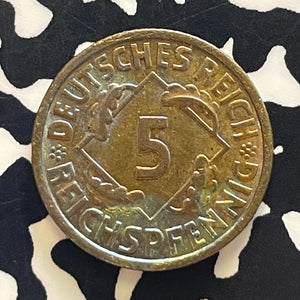 DEUTSCHES REICH
5
REICHSPFENNIG